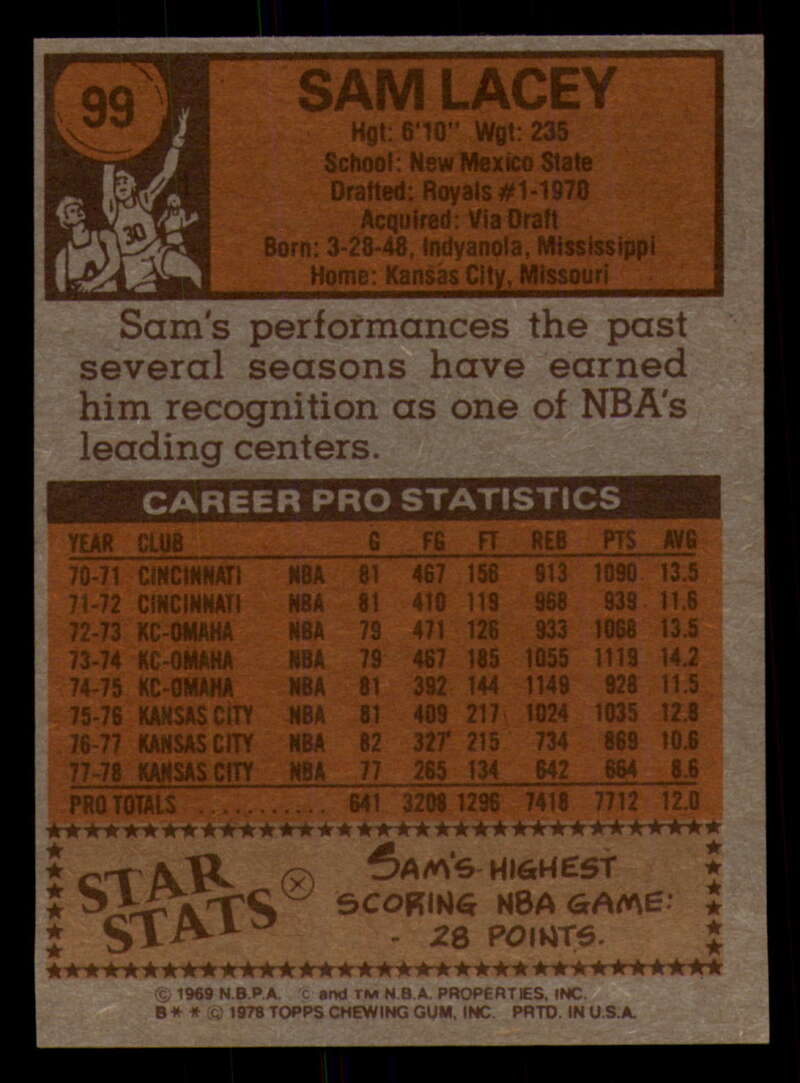 99
30
SAM LACEY
Hgt: 6'10" Wgt: 235
School: New Mexico State
Drafted: Royals #1-1970
Acquired: Via Draft
Born: 3-28-48, Indyanola, Mississippi
Home: Kansas City, Missouri
Sam's performances the past
several seasons have earned
him recognition as one of NBA's
leading centers.
CAREER PRO STATISTICS
YEAR CLUB G FG FT REB PTS AVG
70-71 CINCINNATI NBA 81 467 156 913 1090 13.5
71-72 CINCINNATI NBA 81 410 119 968 939 11.6
72-73 KC-OMAHA NBA 79 471 126 933 1068 13.5
73-74 KC-OMAHA NBA 79 467 185 1055 1119 14.2
74-75 KC-OMAHA NBA 81 392 144 1149 928 11.5
75-76 KANSAS CITY NBA 81 409 217 1024 1035 12.8
76-77 KANSAS CITY NBA 82 327 215 734 869 10.6
77-78 KANSAS CITY NBA 77 265 134 642 664 8.6
PRO TOTALS ............ 641 3208 1296 7418 7712 12.0
STAR
STATS
SAM'S HIGHEST
SCORING NBA GAME:
- 28 POINTS.
© 1969 N.B.P.A. © and TM N.B.A. PROPERTIES, INC.
B* * © 1978 TOPPS CHEWING GUM, INC. PRTD. IN U.S.A.